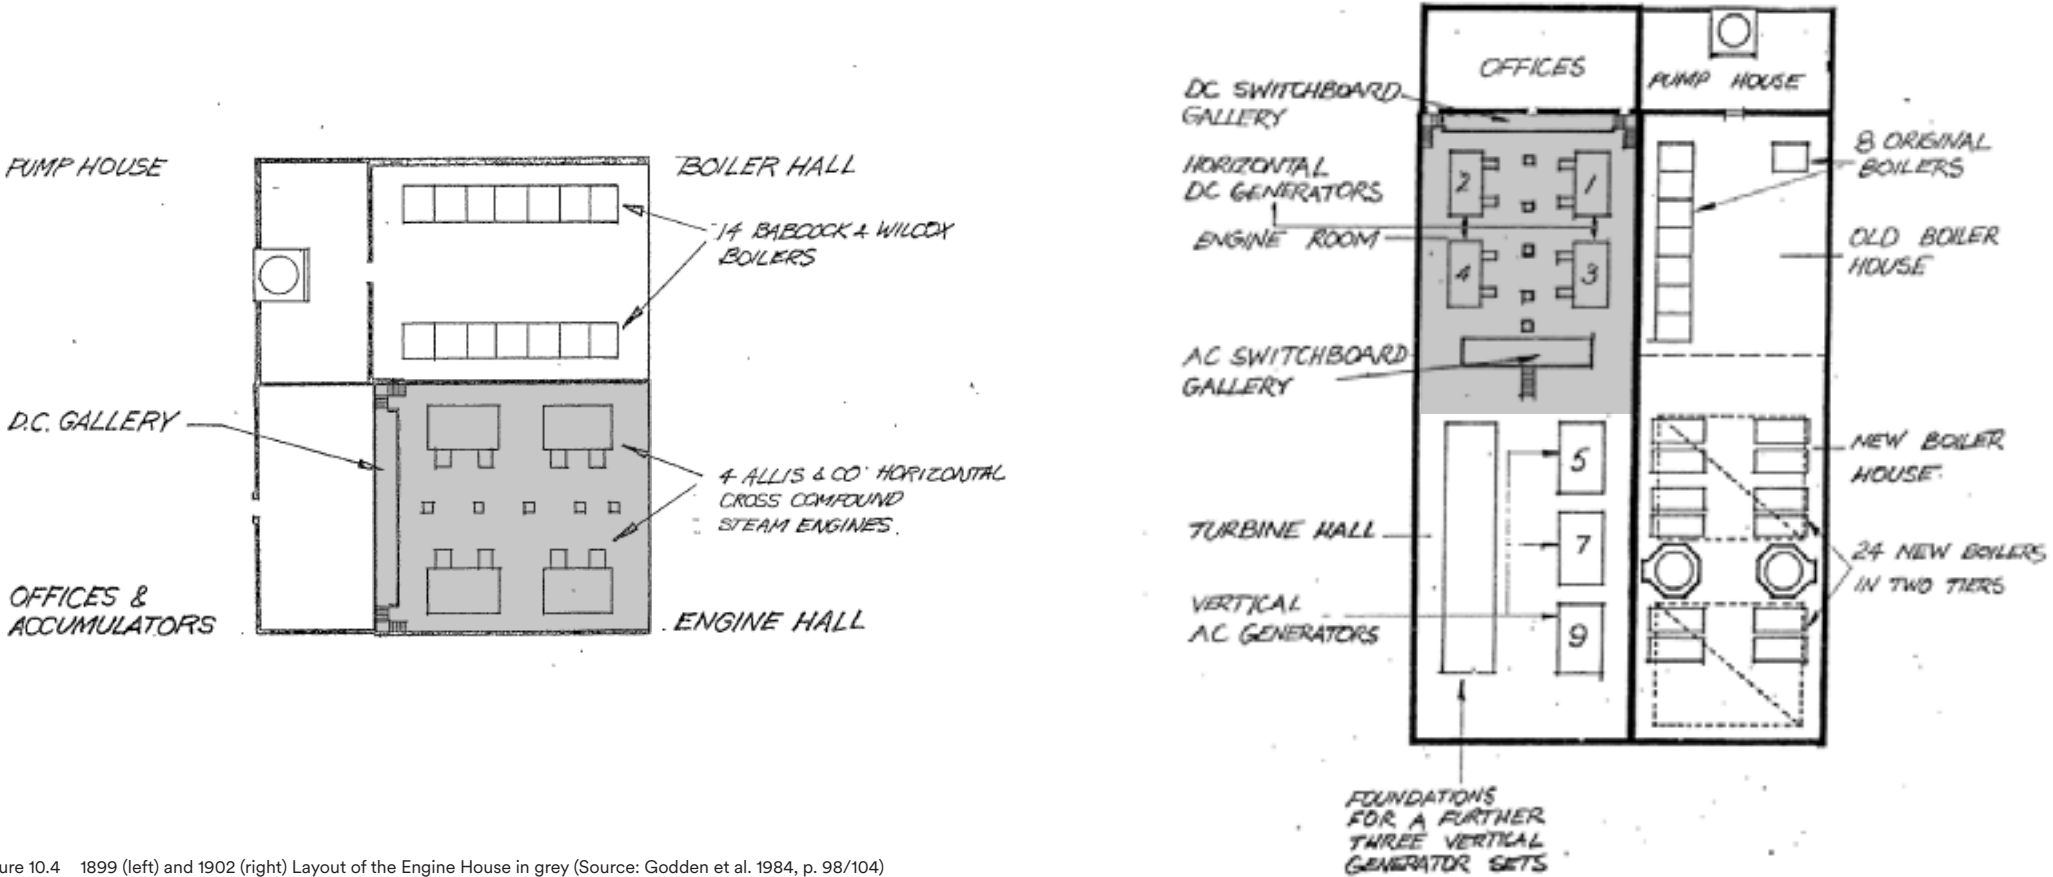 PUMP HOUSE
BOILER HALL
14 BABCOCK & WILCOX
BOILERS
D.C. GALLERY
4 ALLIS & CO HORIZONTAL
CROSS COMPOUND
STEAM ENGINES.
OFFICES &
ACCUMULATORS
ENGINE HALL
OFFICES
PUMP HOUSE
DC SWITCHBOARD
GALLERY
HORIZONTAL
DC GENERATORS
ENGINE ROOM
2
1
4
3
8 ORIGINAL
BOILERS
OLD BOILER
HOUSE
AC SWITCHBOARD
GALLERY
NEW BOILER
HOUSE
TURBINE HALL
5
7
9
24 NEW BOILERS
IN TWO TIERS
VERTICAL
AC GENERATORS
FOUNDATIONS
FOR A FURTHER
THREE VERTICAL
GENERATOR SETS
ure 10.4 1899 (left) and 1902 (right) Layout of the Engine House in grey (Source: Godden et al. 1984, p. 98/104)